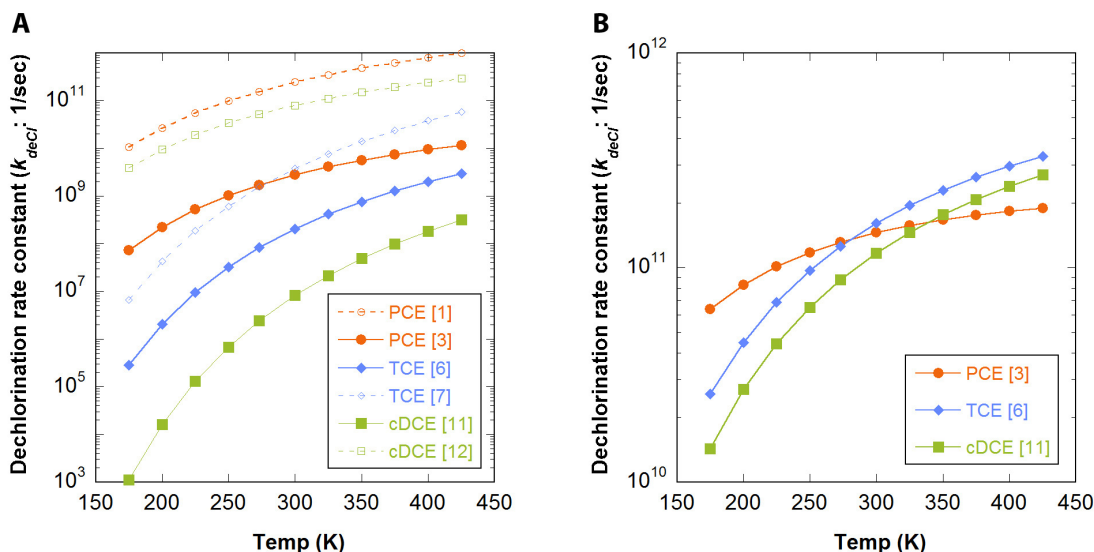 A
Dechlorination rate constant (k_deCl: 1/sec)
10^11
10^9
10^7
10^5
10^3
PCE [1]
PCE [3]
TCE [6]
TCE [7]
cDCE [11]
cDCE [12]
150 200 250 300 350 400 450
Temp (K)
B
Dechlorination rate constant (k_deCl: 1/sec)
10^12
10^11
10^10
PCE [3]
TCE [6]
cDCE [11]
150 200 250 300 350 400 450
Temp (K)